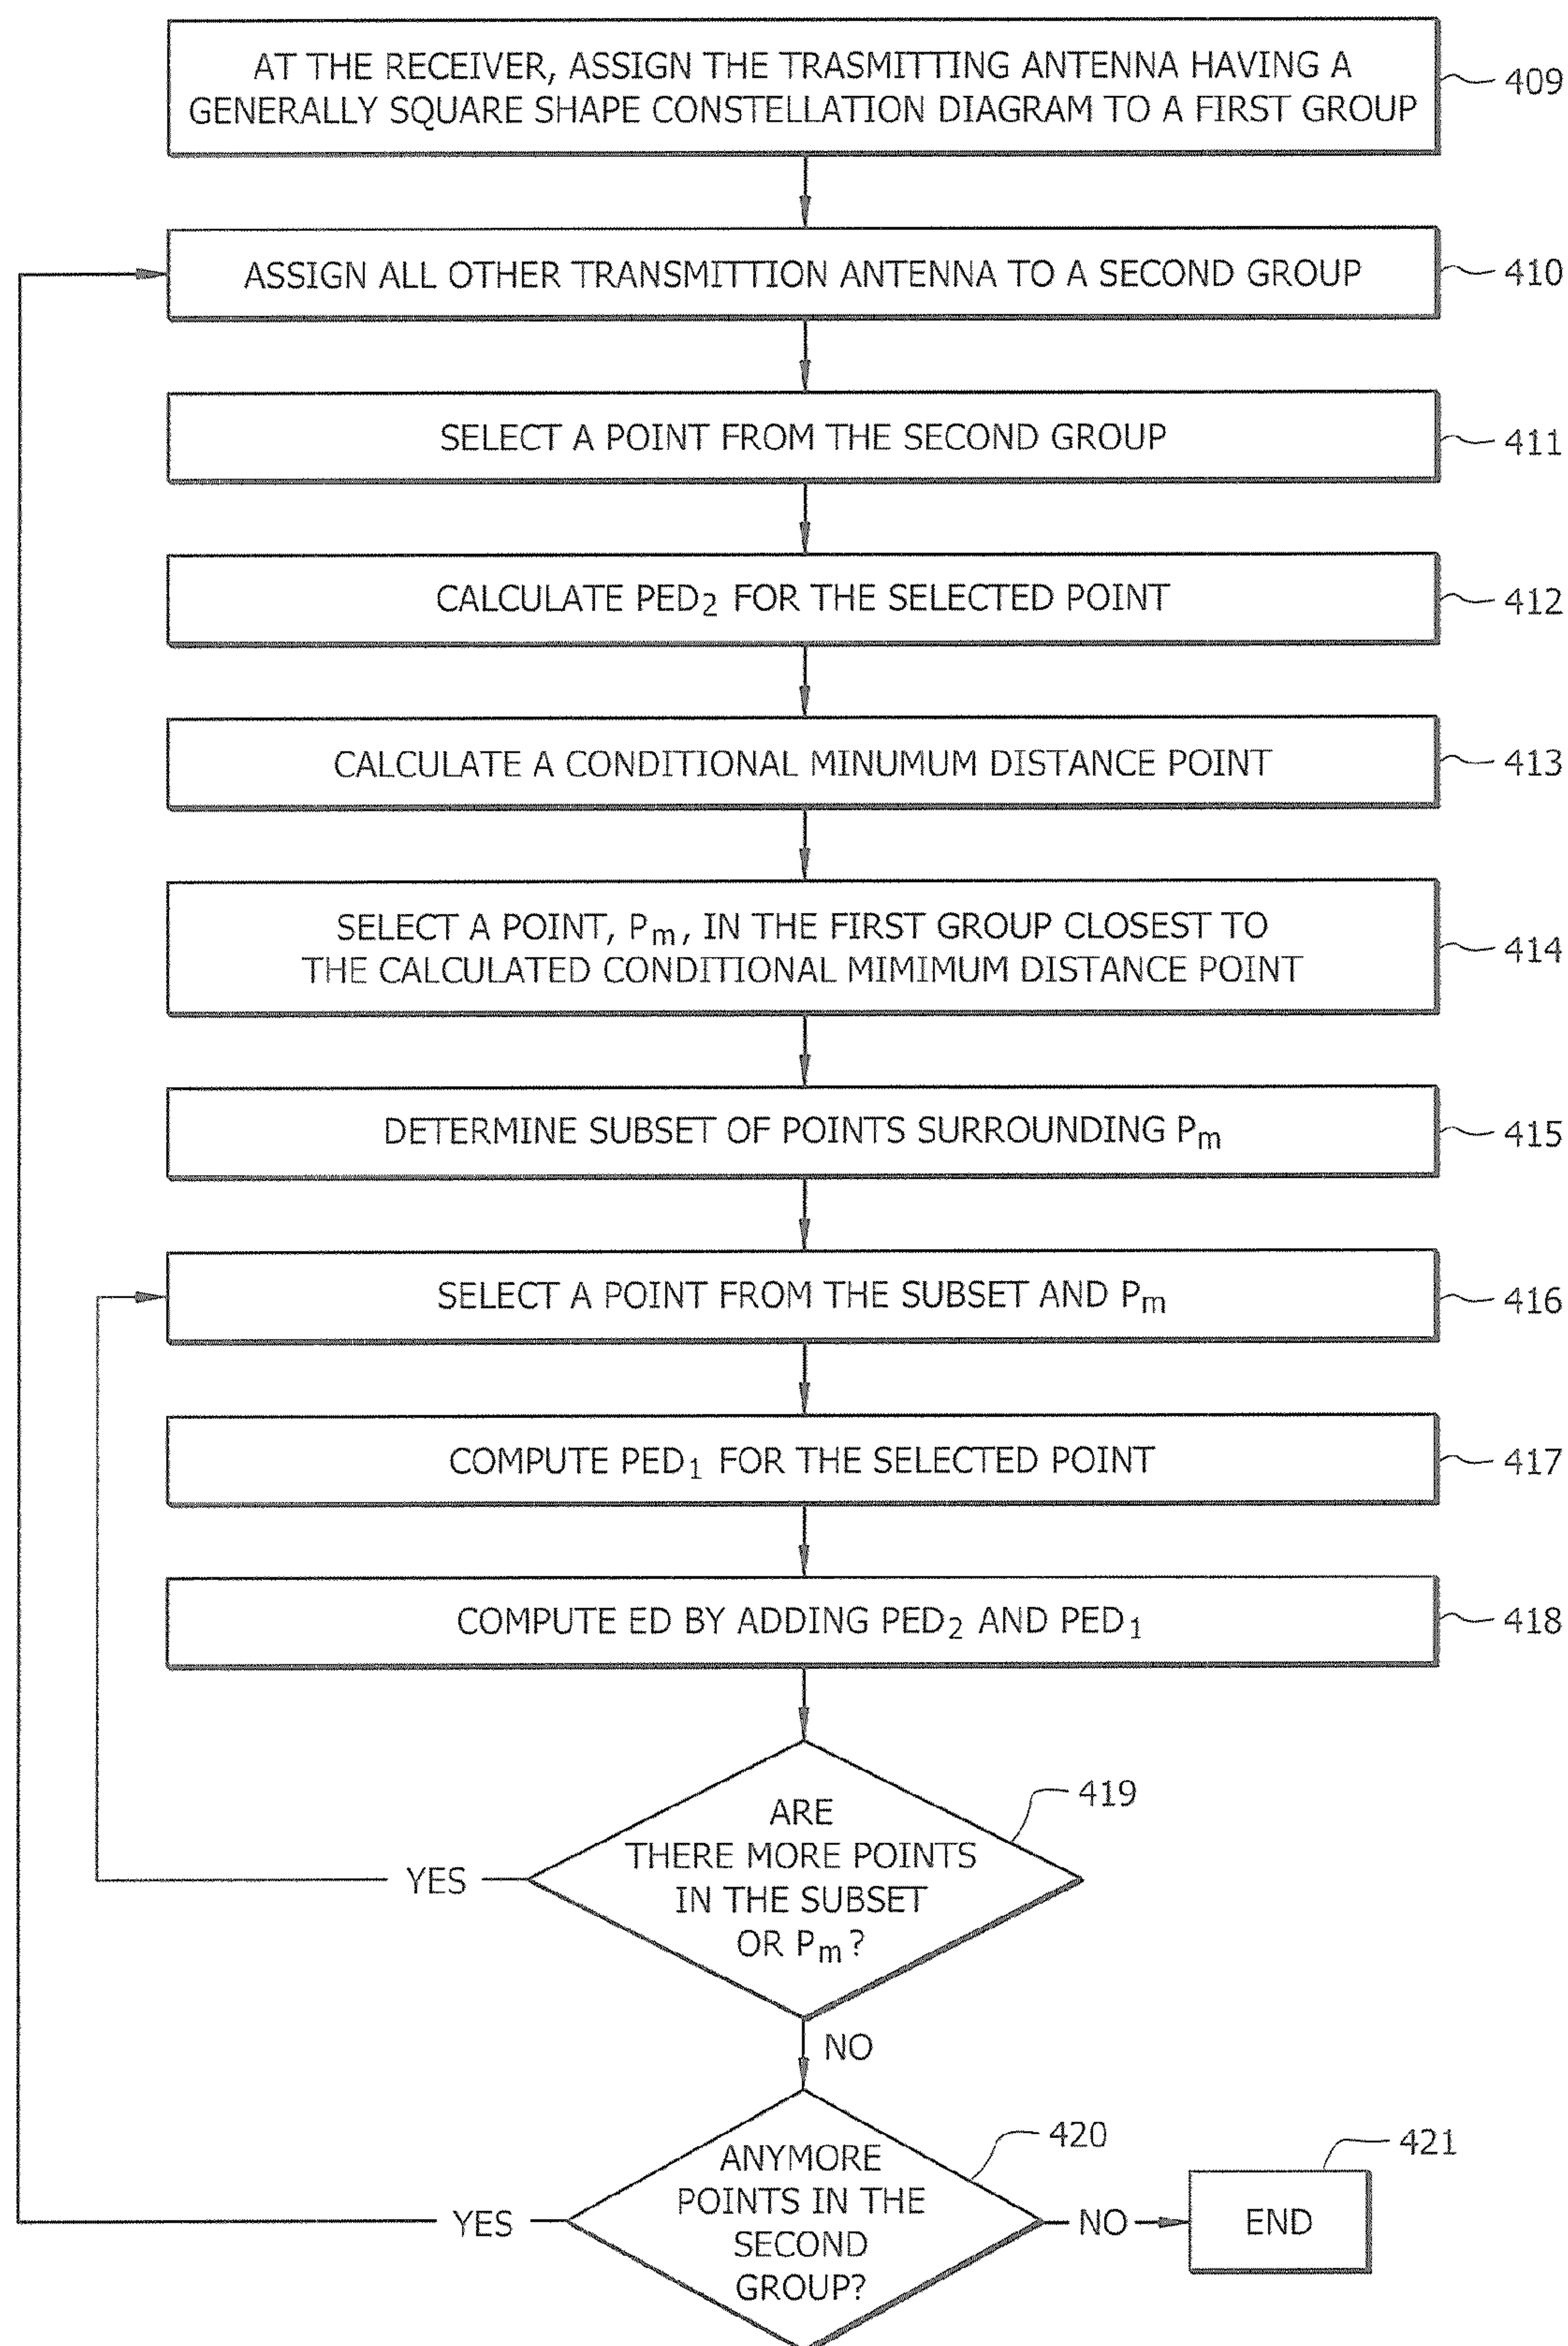 AT THE RECEIVER, ASSIGN THE TRASMITTING ANTENNA HAVING A
GENERALLY SQUARE SHAPE CONSTELLATION DIAGRAM TO A FIRST GROUP
409
ASSIGN ALL OTHER TRANSMITTION ANTENNA TO A SECOND GROUP
410
SELECT A POINT FROM THE SECOND GROUP
411
CALCULATE PED2 FOR THE SELECTED POINT
412
CALCULATE A CONDITIONAL MINUMUM DISTANCE POINT
413
SELECT A POINT, Pm, IN THE FIRST GROUP CLOSEST TO
THE CALCULATED CONDITIONAL MIMIMUM DISTANCE POINT
414
DETERMINE SUBSET OF POINTS SURROUNDING Pm
415
SELECT A POINT FROM THE SUBSET AND Pm
416
COMPUTE PED1 FOR THE SELECTED POINT
417
COMPUTE ED BY ADDING PED2 AND PED1
418
419
ARE
THERE MORE POINTS
IN THE SUBSET
OR Pm?
YES
NO
420
ANYMORE
POINTS IN THE
SECOND
GROUP?
YES
NO
421
END